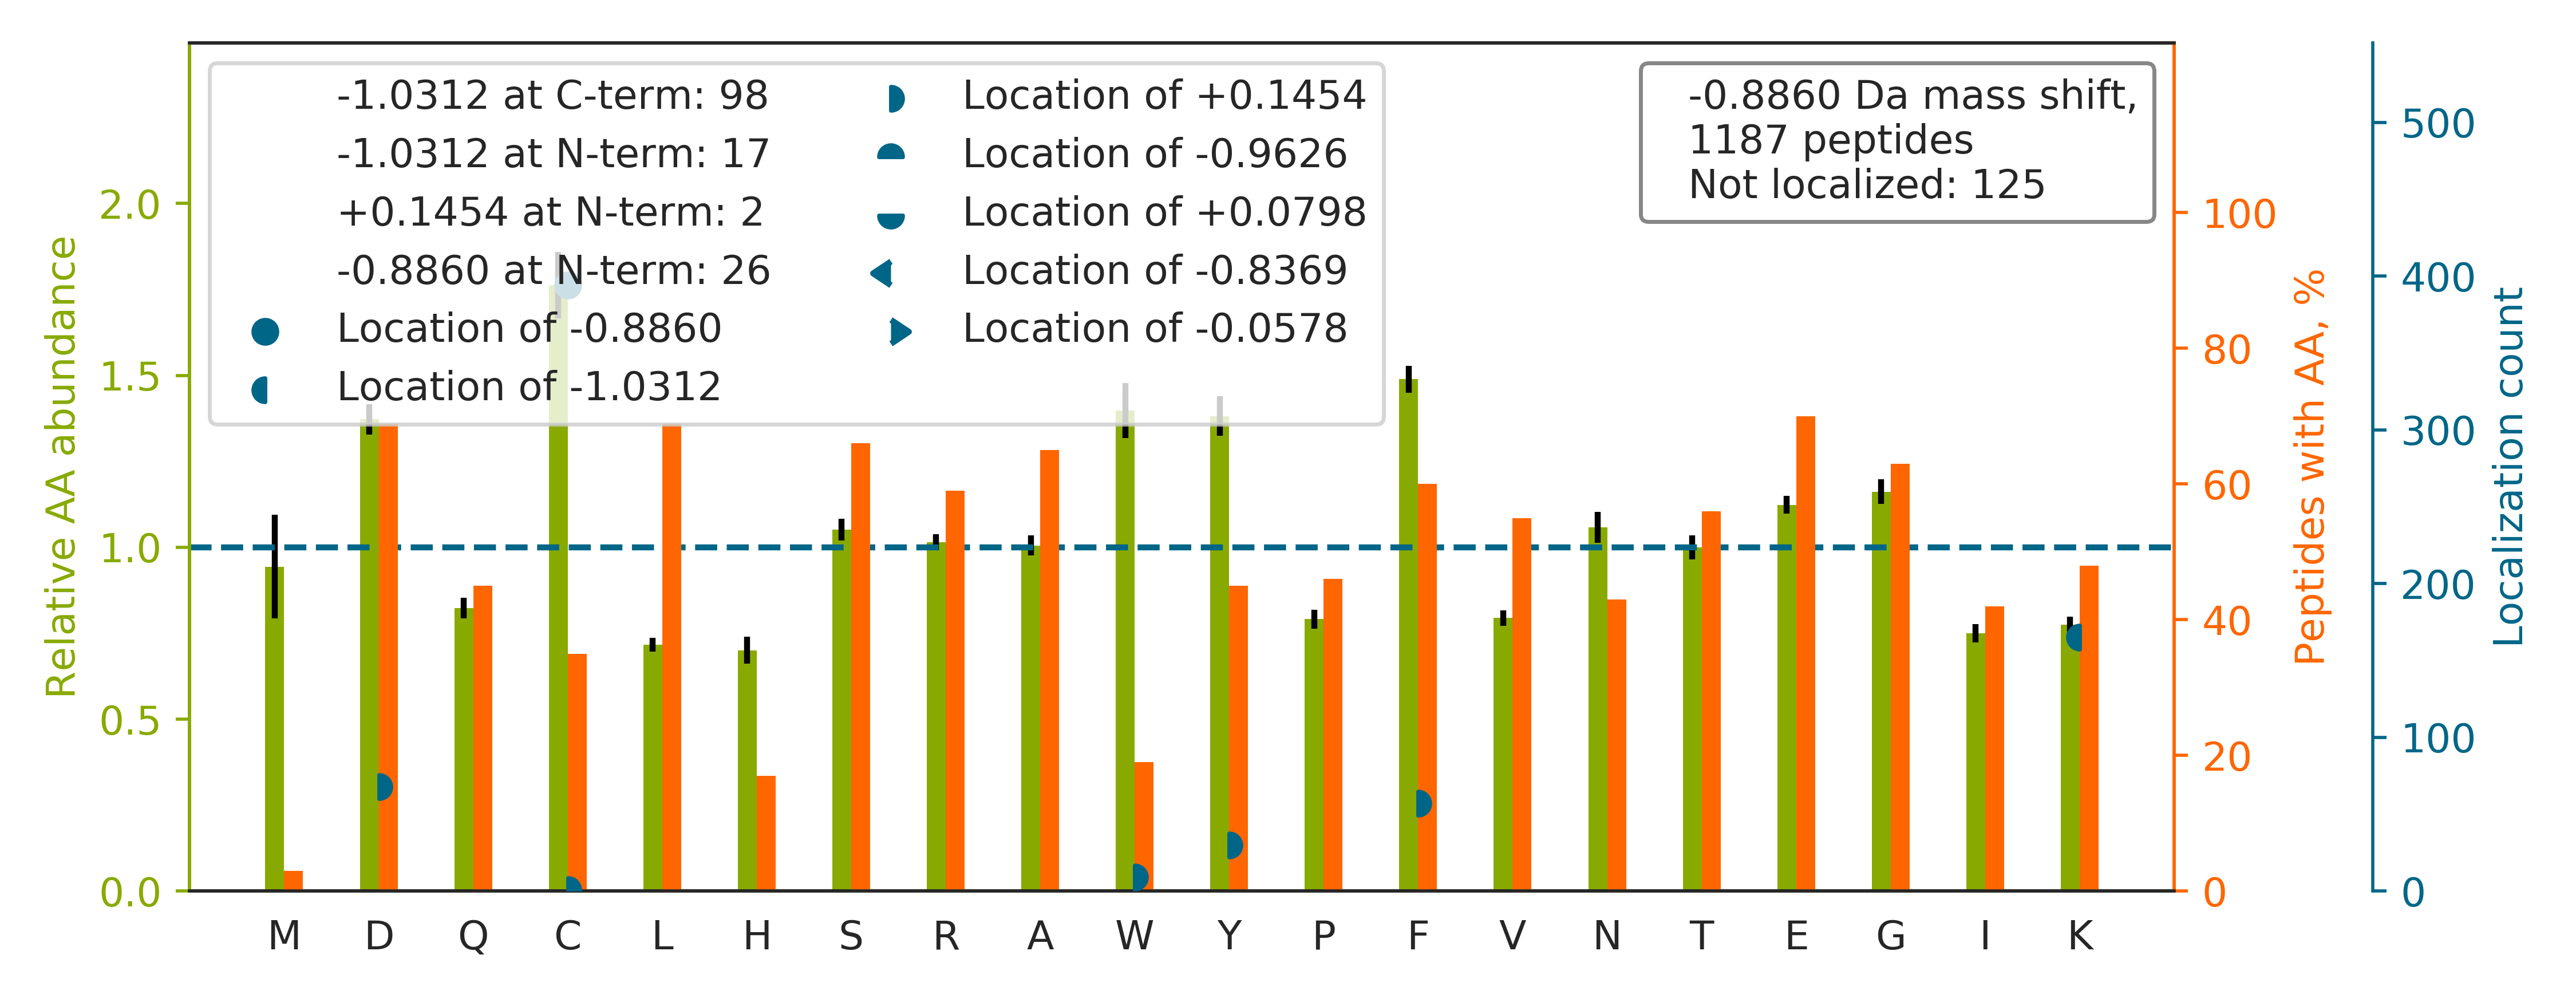 -1.0312 at C-term: 98
-1.0312 at N-term: 17
+0.1454 at N-term: 2
-0.8860 at N-term: 26
Location of -0.8860
Location of -1.0312
Location of +0.1454
Location of -0.9626
Location of +0.0798
Location of -0.8369
Location of -0.0578
-0.8860 Da mass shift,
1187 peptides
Not localized: 125
Relative AA abundance
2.0
1.5
1.0
0.5
0.0
M D Q C L H S R A W Y P F V N T E G I K
100
80
60
40
20
0
Peptides with AA, %
500
400
300
200
100
0
Localization count